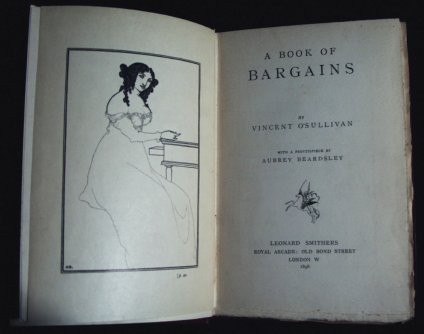 A BOOK OF
BARGAINS
BY
VINCENT O'SULLIVAN
WITH A FRONTISPIECE BY
AUBREY BEARDSLEY
LEONARD SMITHERS
ROYAL ARCADE: OLD BOND STREET
LONDON W
1896